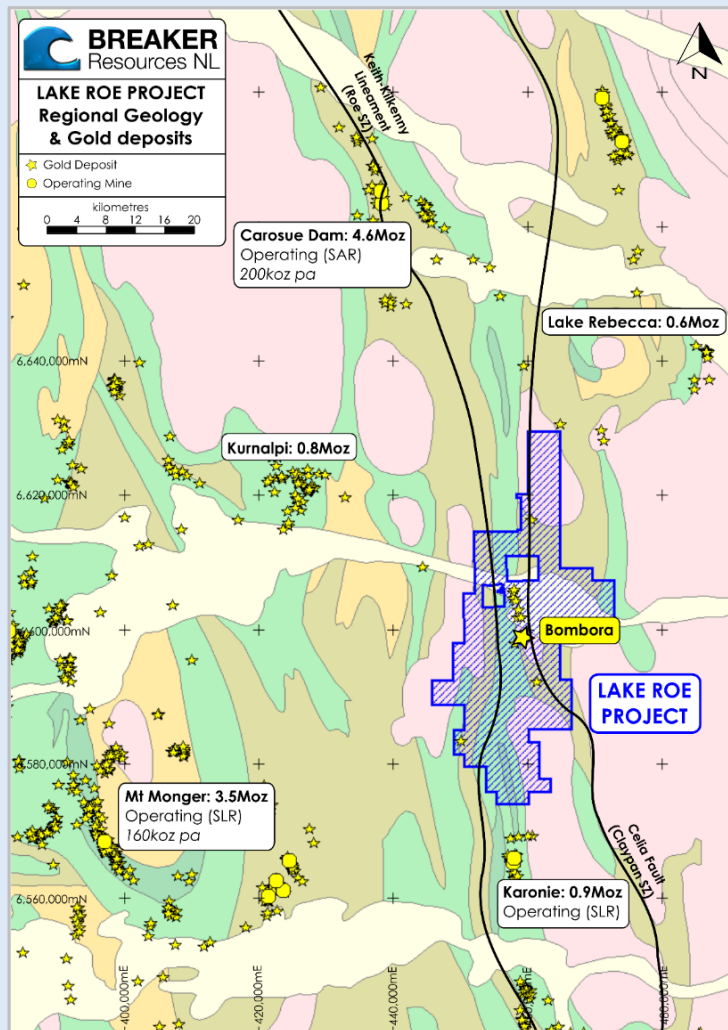 BREAKER
Resources NL
LAKE ROE PROJECT
Regional Geology
& Gold deposits
Gold Deposit
Operating Mine
kilometres
0 4 8 12 16 20
N
Keith-Kilkenny
Lineament
(Roe SZ)
Carosue Dam: 4.6Moz
Operating (SAR)
200koz pa
Lake Rebecca: 0.6Moz
6,640,000mN
Kurnalpi: 0.8Moz
6,620,000mN
6,600,000mN
Bombora
LAKE ROE
PROJECT
6,580,000mN
Mt Monger: 3.5Moz
Operating (SLR)
160koz pa
Celia Fault
(Claypan SZ)
Karonie: 0.9Moz
Operating (SLR)
6,560,000mN
400,000mE
420,000mE
440,000mE
480,000mE